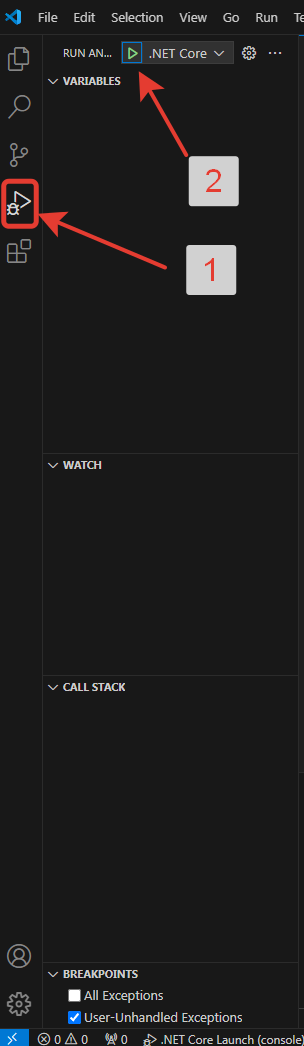 File Edit Selection View Go Run Te
RUN AN... .NET Core ...
VARIABLES
2
1
WATCH
CALL STACK
BREAKPOINTS
All Exceptions
User-Unhandled Exceptions
0 0 0 .NET Core Launch (console)